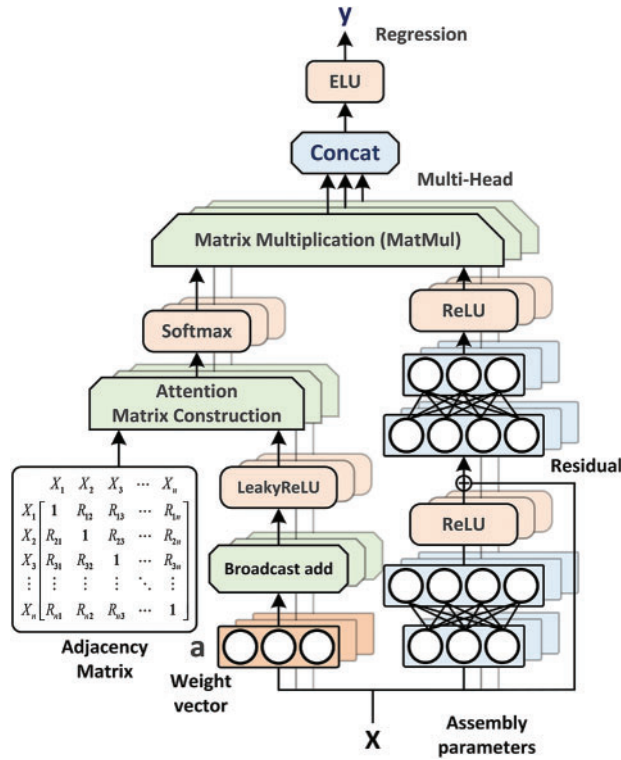 y
Regression
ELU
Concat
Multi-Head
Matrix Multiplication (MatMul)
Softmax
ReLU
Attention
Matrix Construction
LeakyReLU
Residual
ReLU
X₁ X₂ X₃ ⋯ Xₙ
X₁ 1 R₁₂ R₁₃ ⋯ R₁ₙ
X₂ R₂₁ 1 R₂₃ ⋯ R₂ₙ
X₃ R₃₁ R₃₂ 1 ⋯ R₃ₙ
⋮ ⋮ ⋮ ⋮ ⋱ ⋮
Xₙ Rₙ₁ Rₙ₂ Rₙ₃ ⋯ 1
Broadcast add
Adjacency
Matrix
a
Weight
vector
X
Assembly
parameters